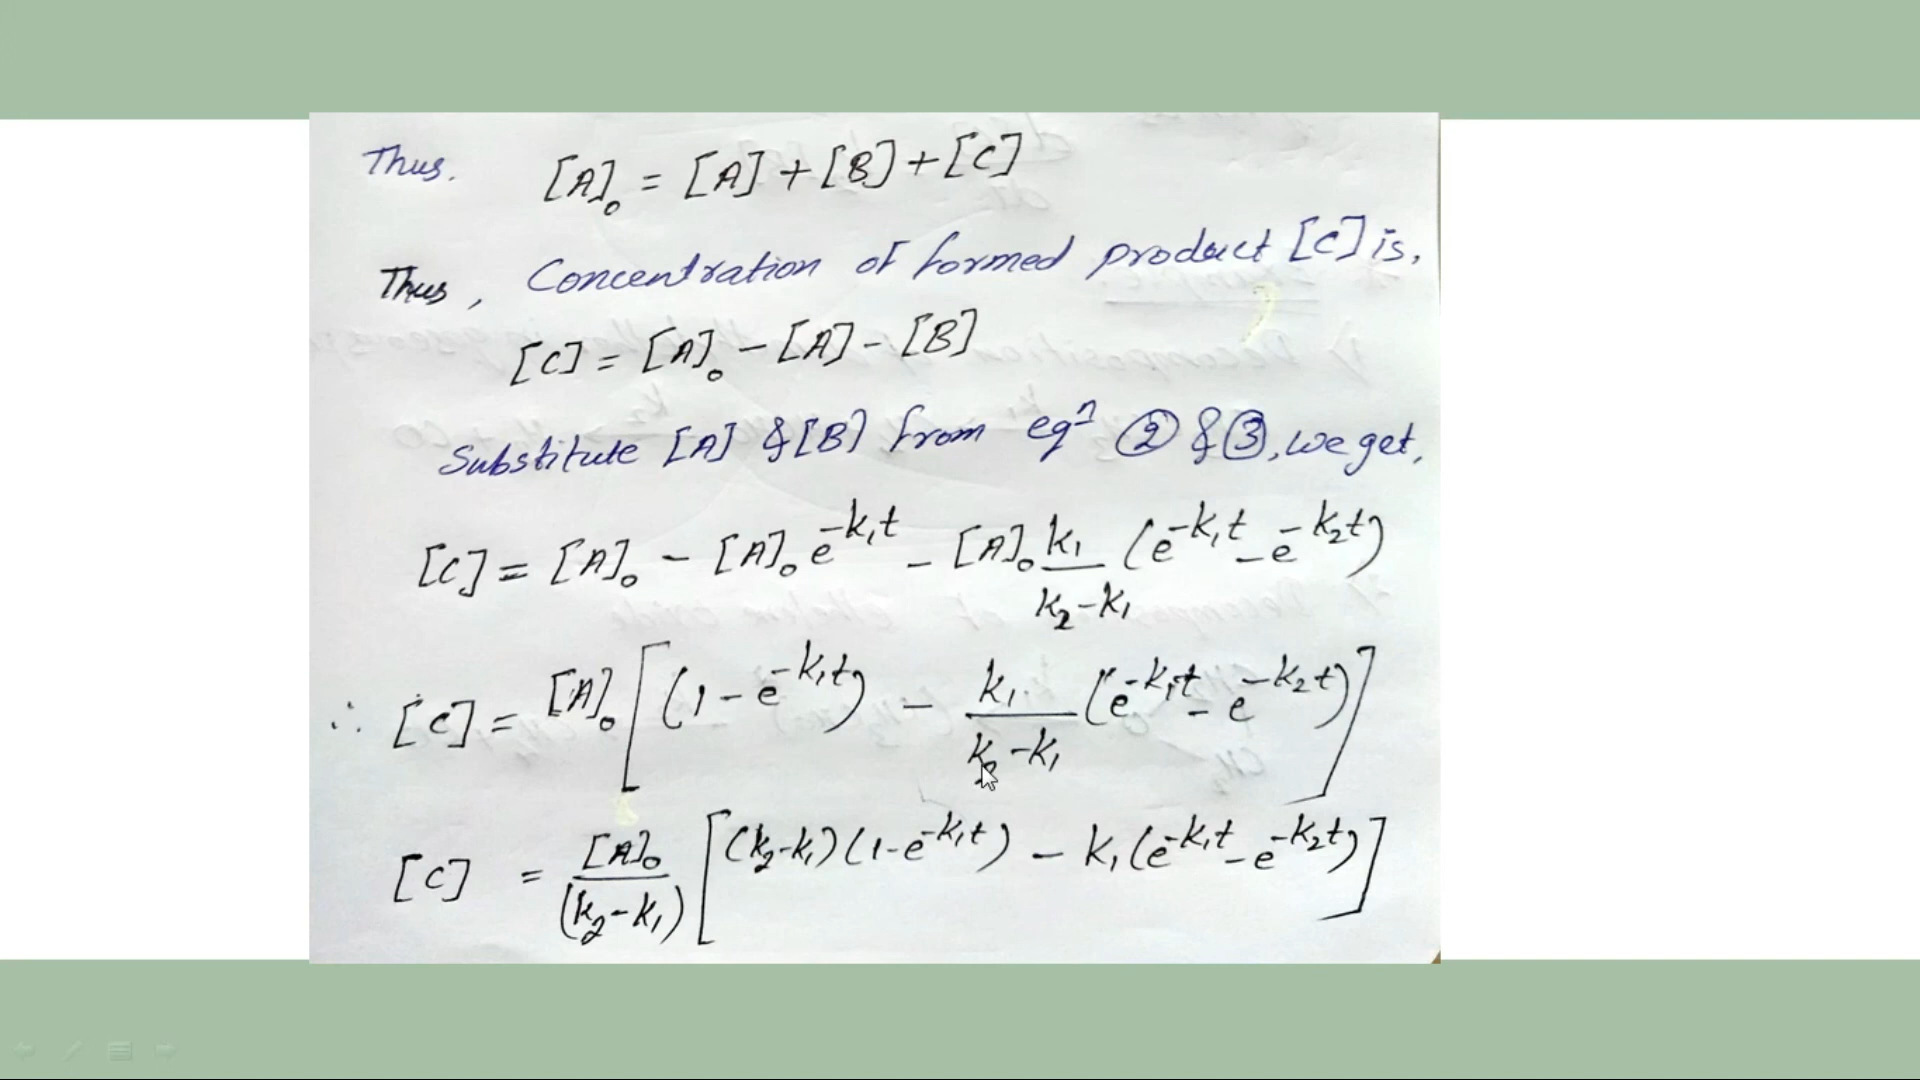 Thus. [A]₀ = [A] + [B] + [C]
Thus, Concentration of formed product [C] is,
[C] = [A]₀ - [A] - [B]
Substitute [A] & [B] from eqⁿ ② & ③, we get,
[C] = [A]₀ - [A]₀ e^(-k₁t) - [A]₀ k₁/(k₂-k₁) (e^(-k₁t) - e^(-k₂t))
∴ [C] = [A]₀ [(1 - e^(-k₁t)) - k₁/(k₂-k₁) (e^(-k₁t) - e^(-k₂t))]
[C] = [A]₀/(k₂-k₁) [(k₂-k₁)(1-e^(-k₁t)) - k₁(e^(-k₁t) - e^(-k₂t))]